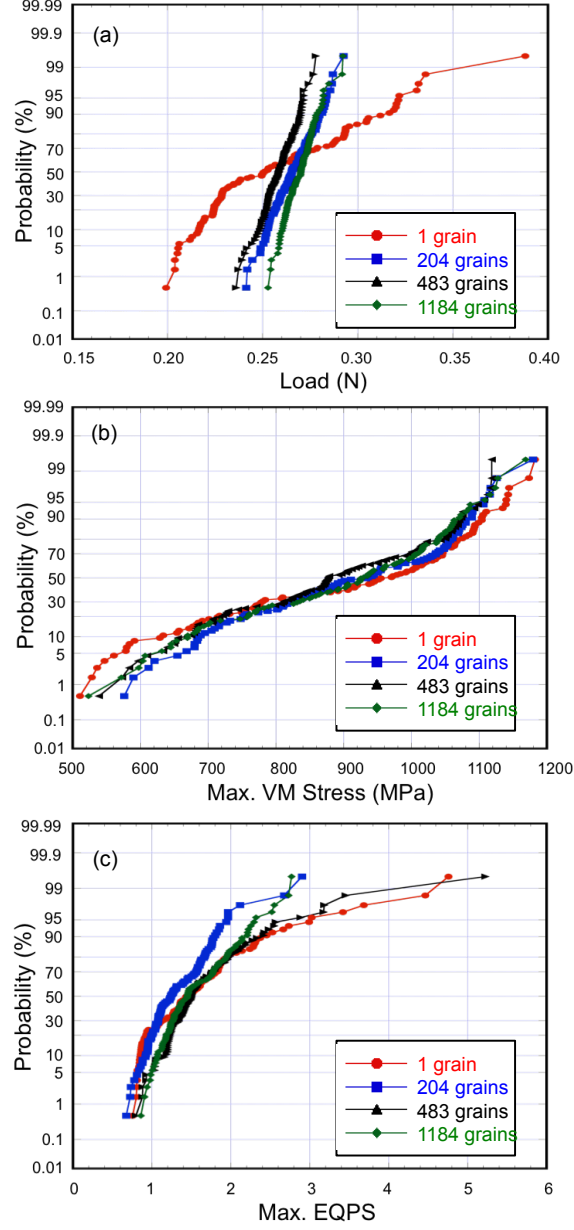 99.99
99.9
99
95
90
70
50
30
10
5
1
0.1
0.01
Probability (%)
(a)
1 grain
204 grains
483 grains
1184 grains
0.15
0.20
0.25
0.30
0.35
0.40
Load (N)
99.99
99.9
99
95
90
70
50
30
10
5
1
0.1
0.01
Probability (%)
(b)
1 grain
204 grains
483 grains
1184 grains
500
600
700
800
900
1000
1100
1200
Max. VM Stress (MPa)
99.99
99.9
99
95
90
70
50
30
10
5
1
0.1
0.01
Probability (%)
(c)
1 grain
204 grains
483 grains
1184 grains
0
1
2
3
4
5
6
Max. EQPS